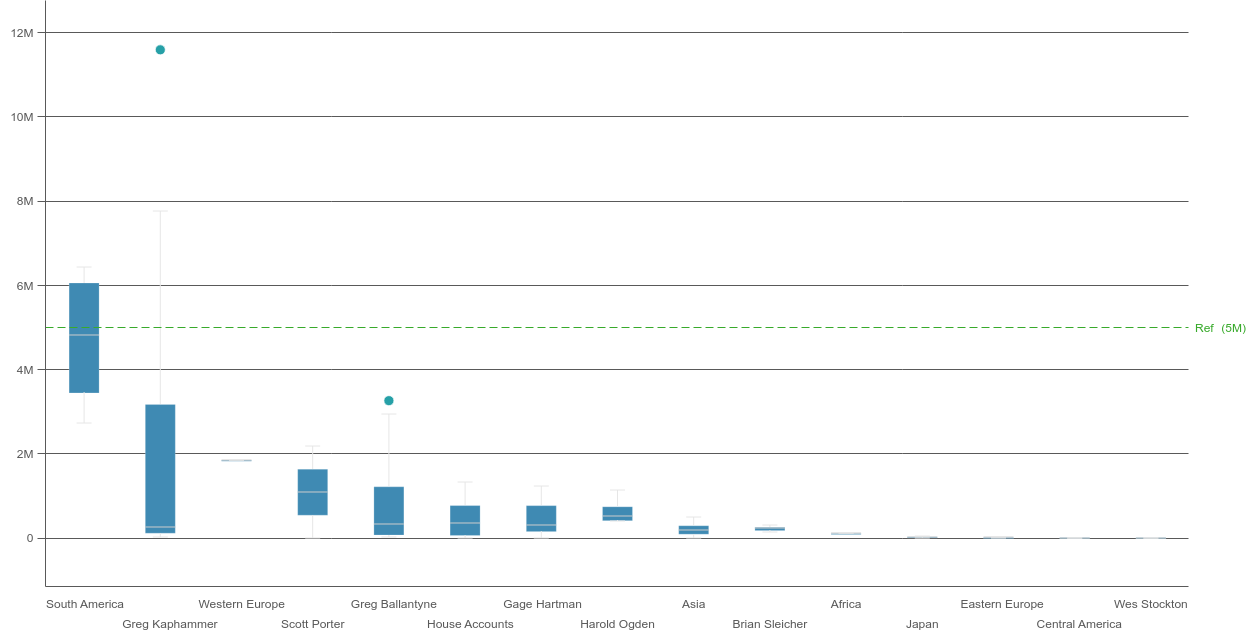 12M
10M
8M
6M
Ref (5M)
4M
2M
0
South America
Western Europe
Greg Ballantyne
Gage Hartman
Asia
Africa
Eastern Europe
Wes Stockton
Greg Kaphammer
Scott Porter
House Accounts
Harold Ogden
Brian Sleicher
Japan
Central America